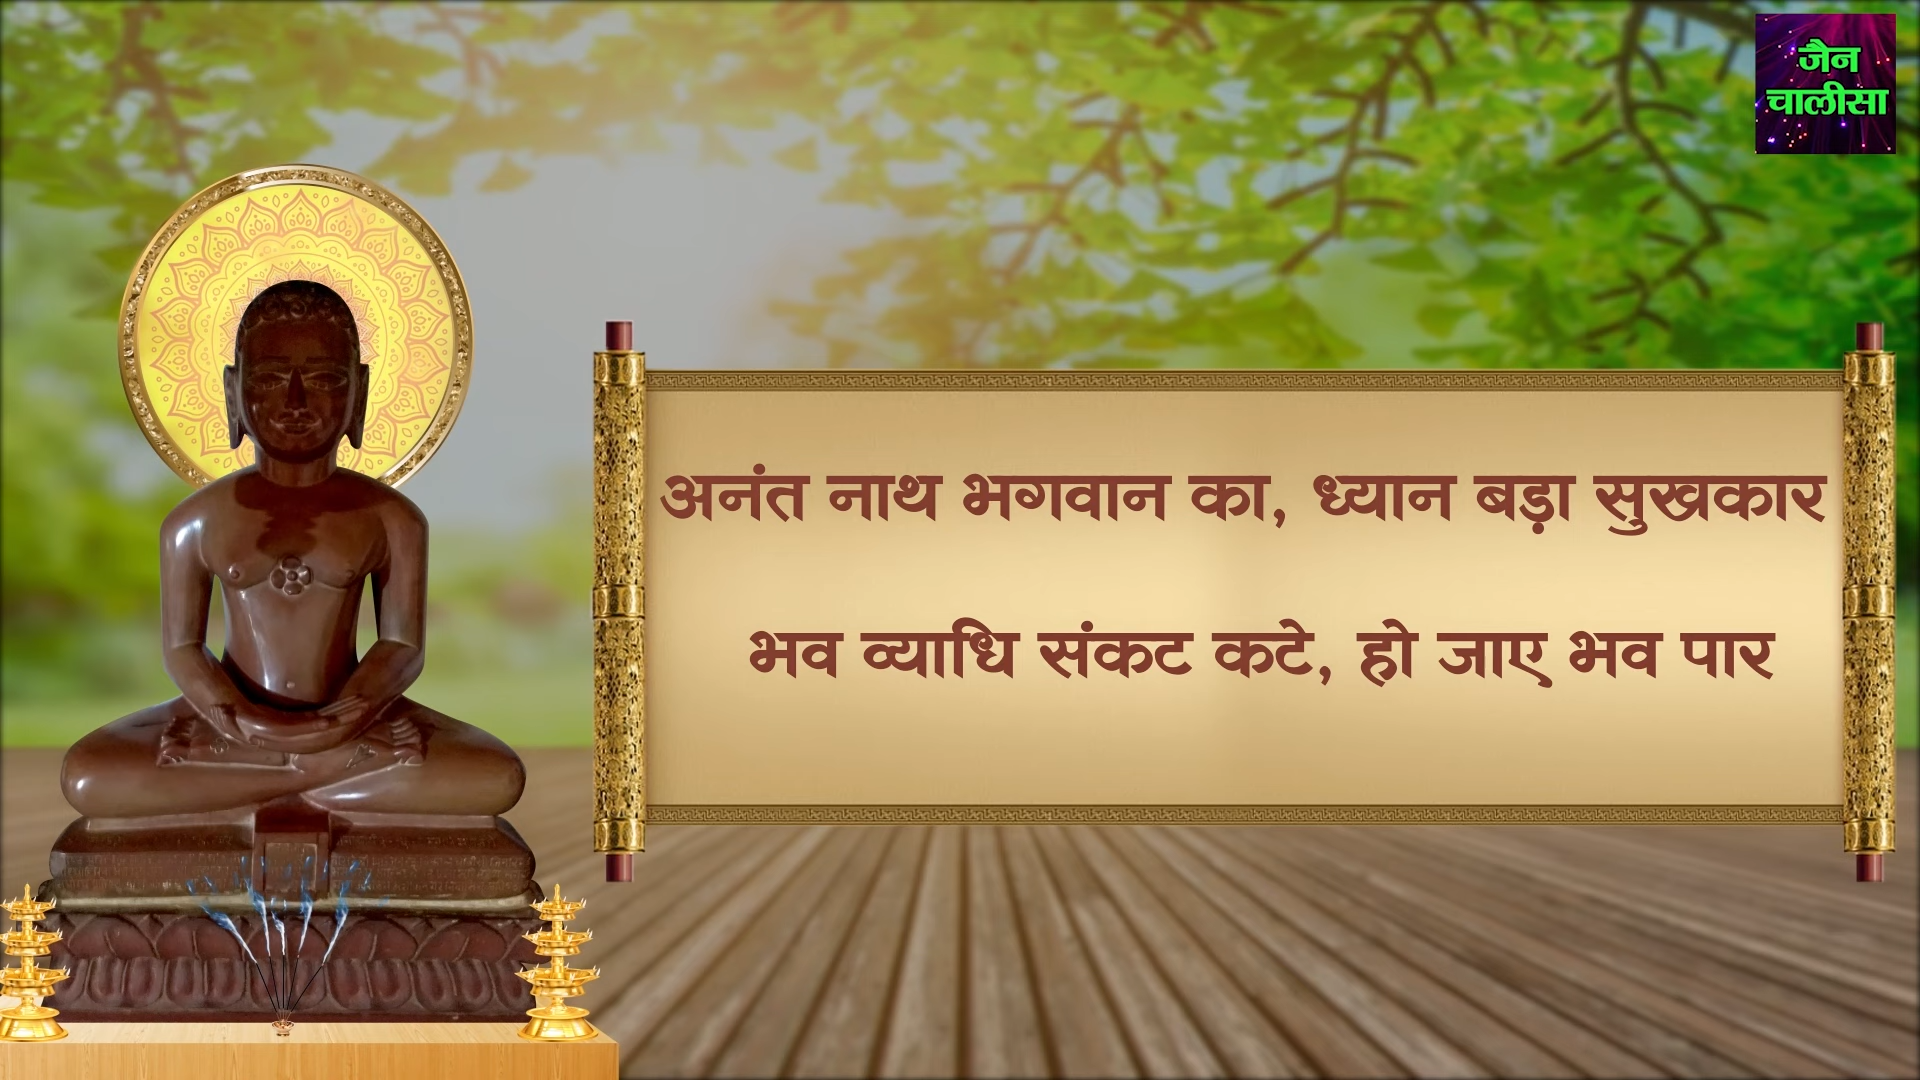 जैन
चालीसा
अनंत नाथ भगवान का, ध्यान बड़ा सुखकार
भव व्याधि संकट कटे, हो जाए भव पार